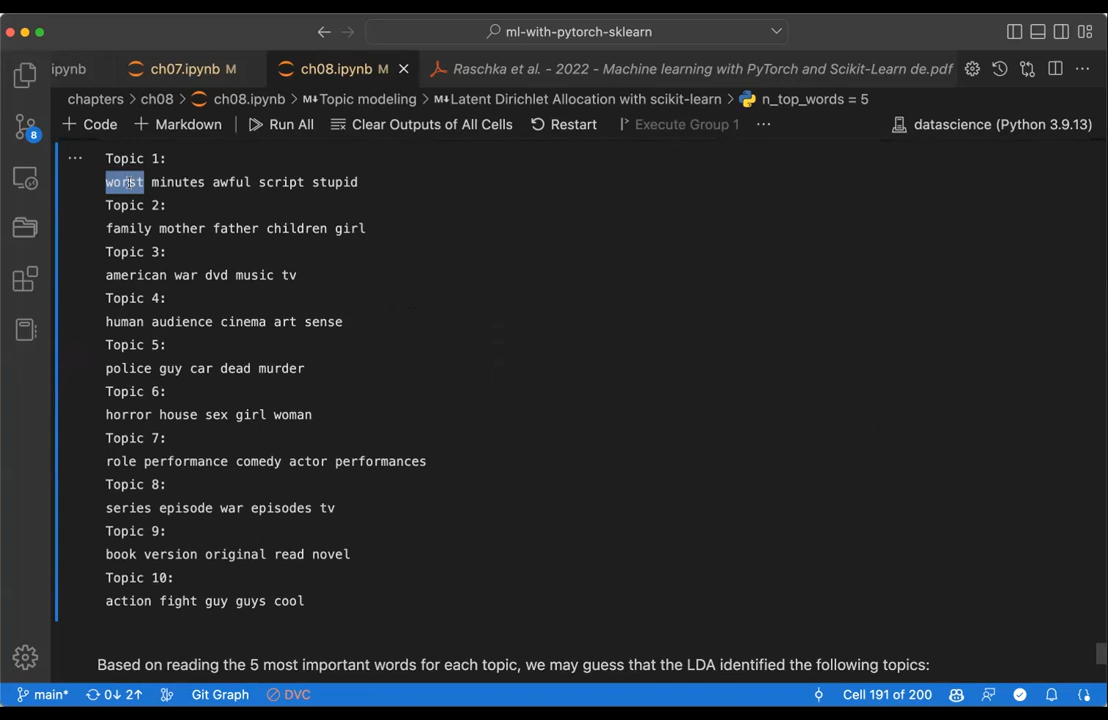 ml-with-pytorch-sklearn
ipynb
ch07.ipynb M
ch08.ipynb M
Raschka et al. - 2022 - Machine learning with PyTorch and Scikit-Learn de.pdf
chapters > ch08 > ch08.ipynb > M↓Topic modeling > M↓Latent Dirichlet Allocation with scikit-learn > n_top_words = 5
+ Code + Markdown Run All Clear Outputs of All Cells Restart Execute Group 1 ... datascience (Python 3.9.13)
... Topic 1:
worst minutes awful script stupid
Topic 2:
family mother father children girl
Topic 3:
american war dvd music tv
Topic 4:
human audience cinema art sense
Topic 5:
police guy car dead murder
Topic 6:
horror house sex girl woman
Topic 7:
role performance comedy actor performances
Topic 8:
series episode war episodes tv
Topic 9:
book version original read novel
Topic 10:
action fight guy guys cool
Based on reading the 5 most important words for each topic, we may guess that the LDA identified the following topics:
8
main* 0↓ 2↑ Git Graph DVC Cell 191 of 200